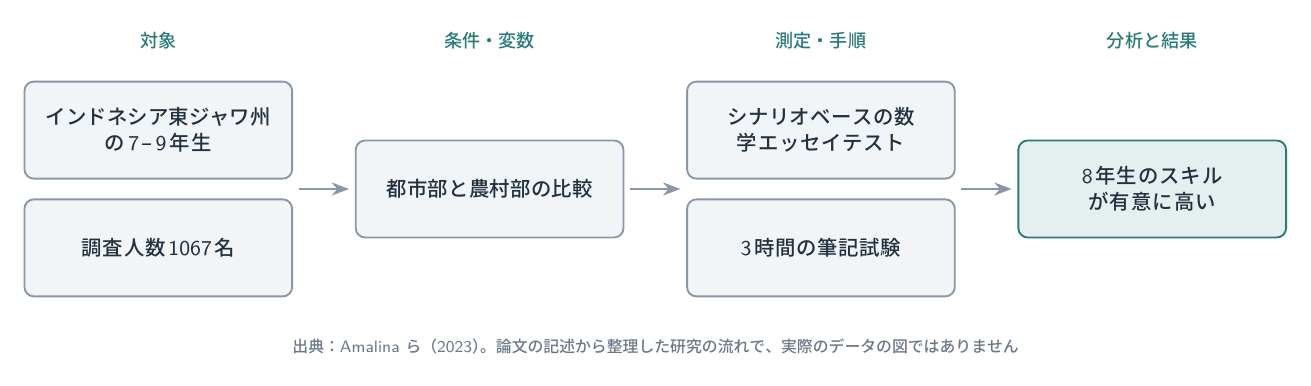 対象
インドネシア東ジャワ州
の7–9年生
調査人数1067名
条件・変数
都市部と農村部の比較
測定・手順
シナリオベースの数
学エッセイテスト
3時間の筆記試験
分析と結果
8年生のスキル
が有意に高い
出典：Amalina ら（2023）。論文の記述から整理した研究の流れで、実際のデータの図ではありません